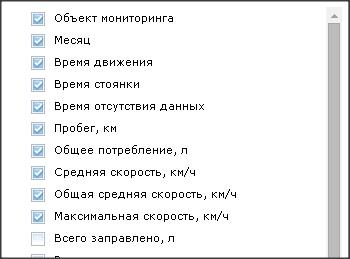 Объект мониторинга
Месяц
Время движения
Время стоянки
Время отсутствия данных
Пробег, км
Общее потребление, л
Средняя скорость, км/ч
Общая средняя скорость, км/ч
Максимальная скорость, км/ч
Всего заправлено, л